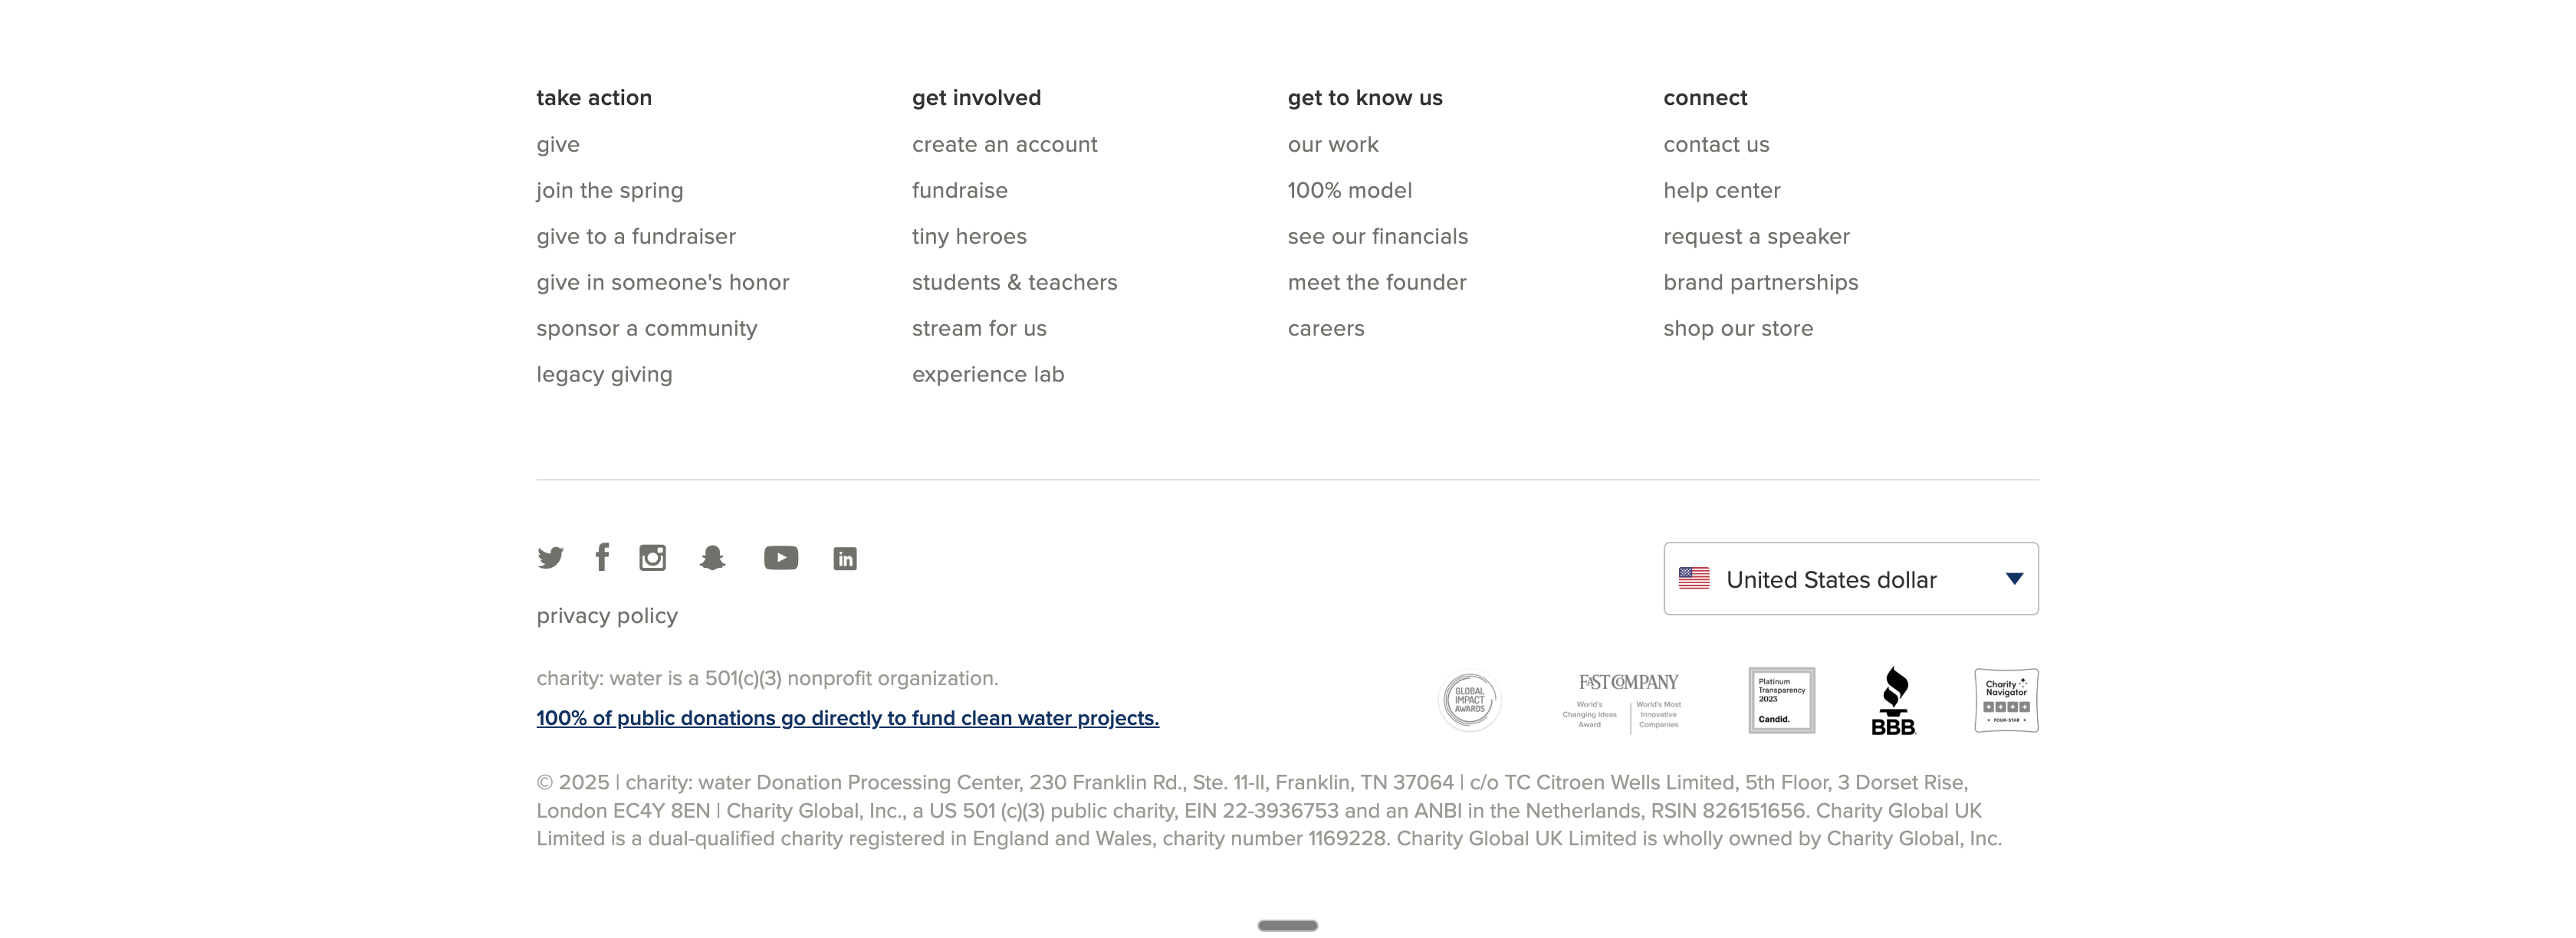 take action
give
join the spring
give to a fundraiser
give in someone's honor
sponsor a community
legacy giving
get involved
create an account
fundraise
tiny heroes
students & teachers
stream for us
experience lab
get to know us
our work
100% model
see our financials
meet the founder
careers
connect
contact us
help center
request a speaker
brand partnerships
shop our store
United States dollar
privacy policy
charity: water is a 501(c)(3) nonprofit organization.
100% of public donations go directly to fund clean water projects.
GLOBAL
IMPACT
AWARDS
FAST COMPANY
World's
Changing Ideas
Award
World's Most
Innovative
Companies
Platinum
Transparency
2023
Candid.
BBB
Charity
Navigator
FOUR-STAR
© 2025 | charity: water Donation Processing Center, 230 Franklin Rd., Ste. 11-II, Franklin, TN 37064 | c/o TC Citroen Wells Limited, 5th Floor, 3 Dorset Rise,
London EC4Y 8EN | Charity Global, Inc., a US 501 (c)(3) public charity, EIN 22-3936753 and an ANBI in the Netherlands, RSIN 826151656. Charity Global UK
Limited is a dual-qualified charity registered in England and Wales, charity number 1169228. Charity Global UK Limited is wholly owned by Charity Global, Inc.